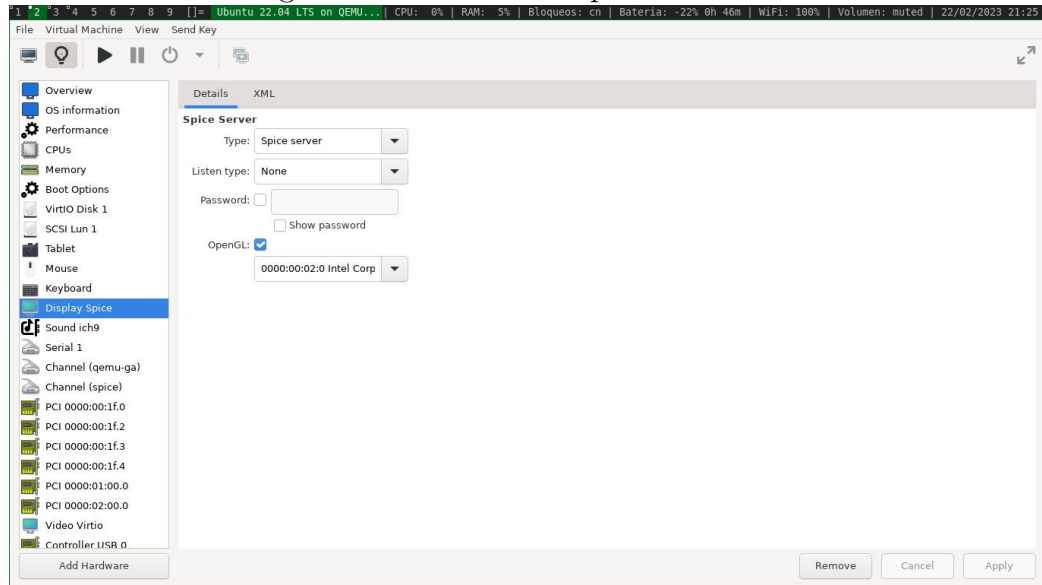 °1 °2 °3 °4 5 6 7 8 9 []= Ubuntu 22.04 LTS on QEMU... | CPU: 0% | RAM: 5% | Bloqueos: cn | Bateria: -22% 0h 46m | WiFi: 100% | Volumen: muted | 22/02/2023 21:25
File Virtual Machine View Send Key
Overview
OS information
Performance
CPUs
Memory
Boot Options
VirtIO Disk 1
SCSI Lun 1
Tablet
Mouse
Keyboard
Display Spice
Sound ich9
Serial 1
Channel (qemu-ga)
Channel (spice)
PCI 0000:00:1f.0
PCI 0000:00:1f.2
PCI 0000:00:1f.3
PCI 0000:00:1f.4
PCI 0000:01:00.0
PCI 0000:02:00.0
Video Virtio
Controller USB 0
Add Hardware
Details XML
Spice Server
Type: Spice server
Listen type: None
Password:
Show password
OpenGL:
0000:00:02:0 Intel Corp
Remove Cancel Apply